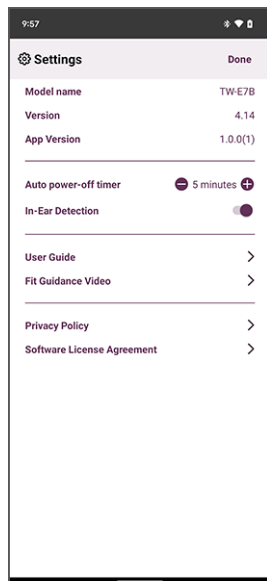 9:57
Settings Done
Model name TW-E7B
Version 4.14
App Version 1.0.0(1)
Auto power-off timer 5 minutes
In-Ear Detection
User Guide
Fit Guidance Video
Privacy Policy
Software License Agreement